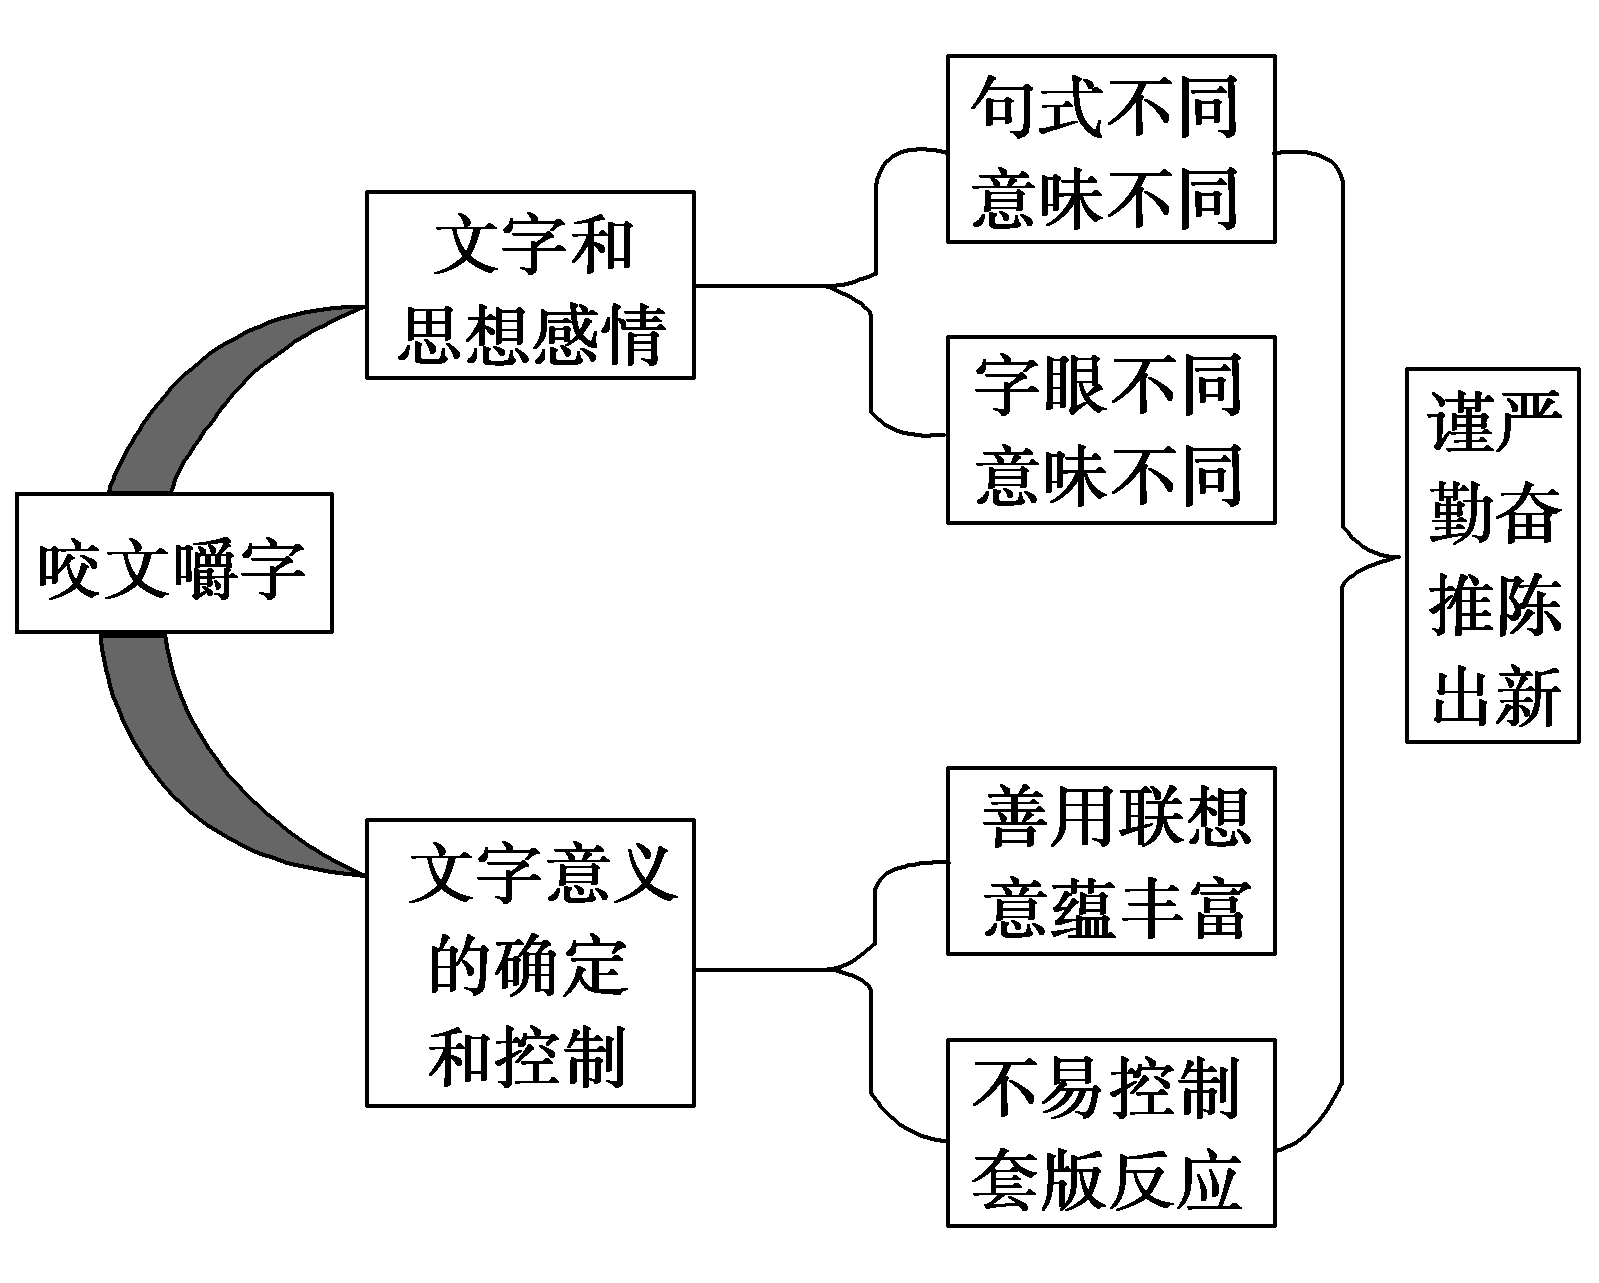 句式不同
意味不同
文字和
思想感情
字眼不同
意味不同
谨严
勤奋
推陈
出新
咬文嚼字
善用联想
意蕴丰富
文字意义
的确定
和控制
不易控制
套版反应